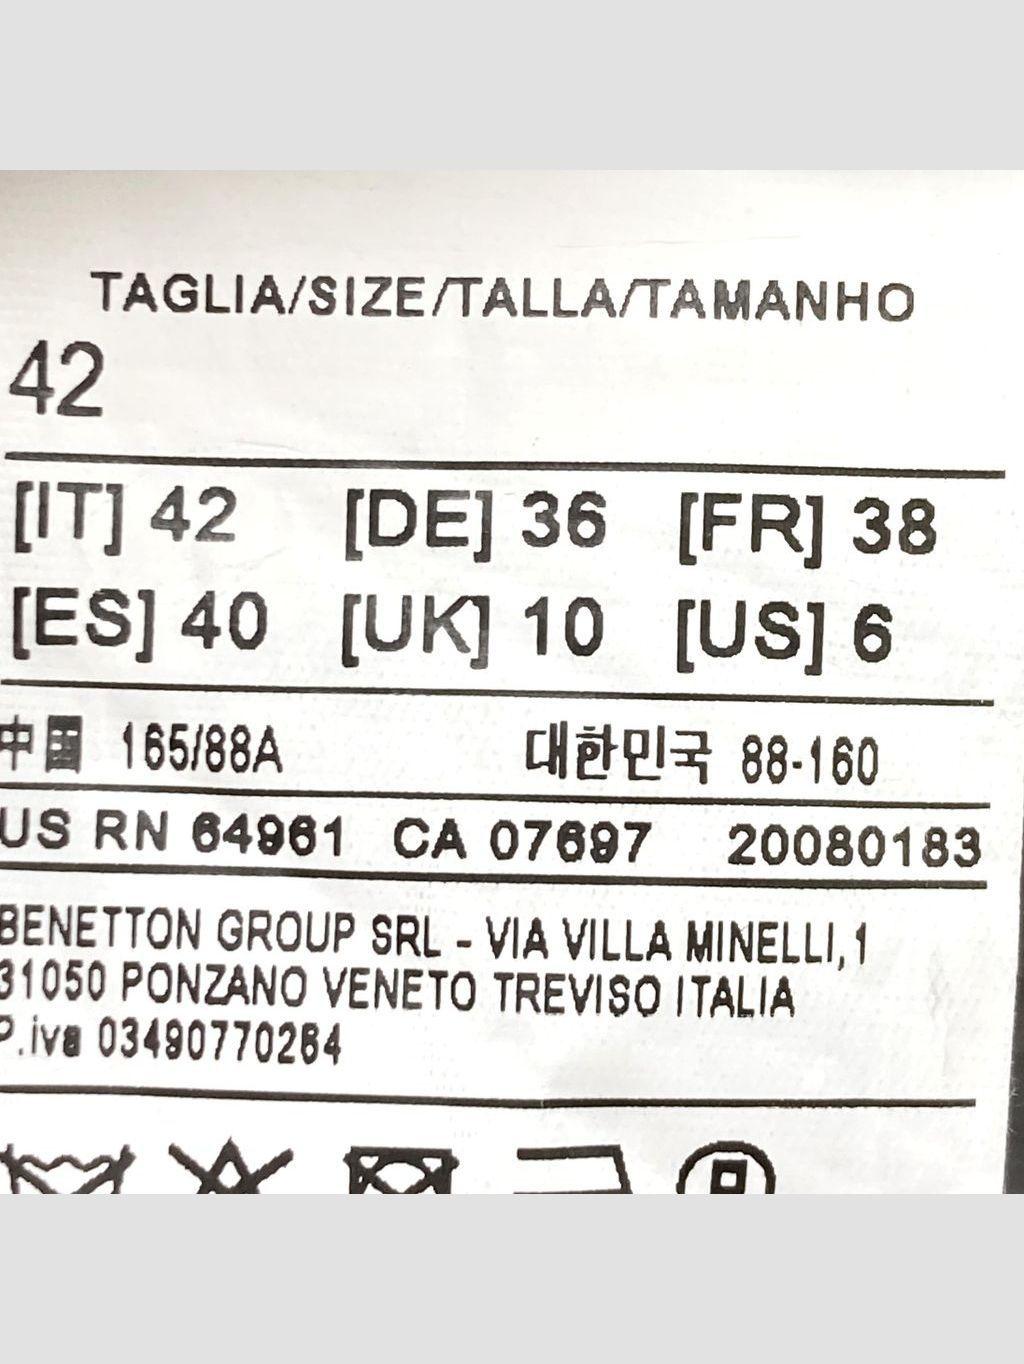 TAGLIA/SIZE/TALLA/TAMANHO
42
[IT] 42 [DE] 36 [FR] 38
[ES] 40 [UK] 10 [US] 6
中国 165/88A 대한민국 88-160
US RN 64961 CA 07697 20080183
BENETTON GROUP SRL - VIA VILLA MINELLI,1
31050 PONZANO VENETO TREVISO ITALIA
P.iva 03490770264